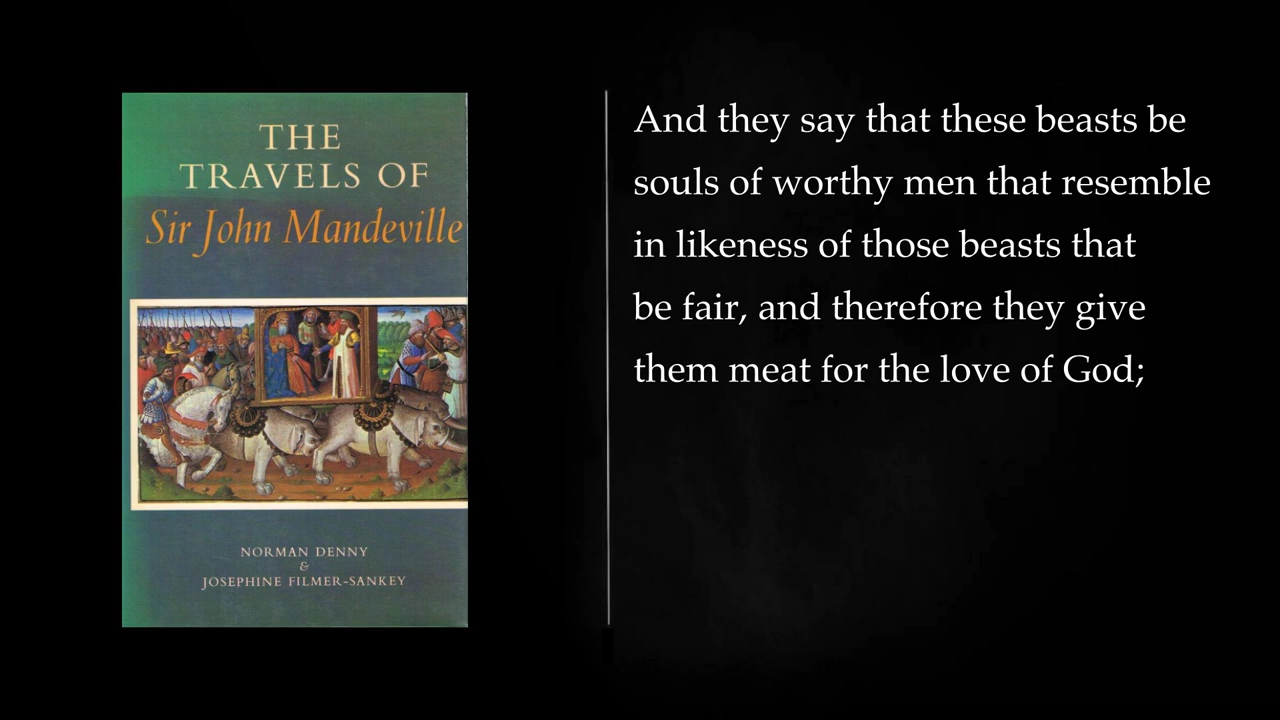 THE
TRAVELS OF
Sir John Mandeville
NORMAN DENNY
&
JOSEPHINE FILMER-SANKEY
And they say that these beasts be
souls of worthy men that resemble
in likeness of those beasts that
be fair, and therefore they give
them meat for the love of God;